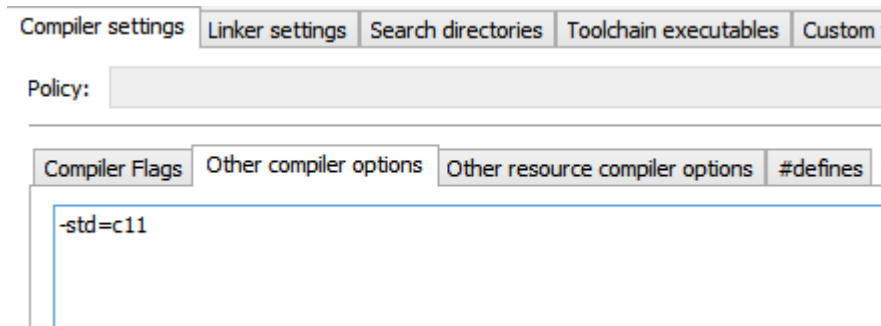 Compiler settings Linker settings Search directories Toolchain executables Custom
Policy:
Compiler Flags Other compiler options Other resource compiler options #defines
-std=c11